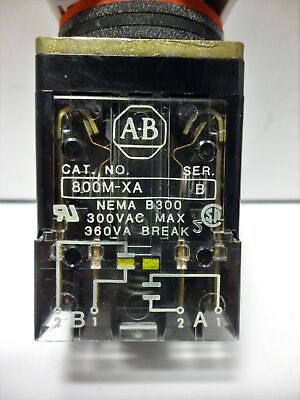 A-B
CAT. NO. SER.
800M-XA B
NEMA B300
300VAC MAX
360VA BREAK
2 B 1 2 A 1